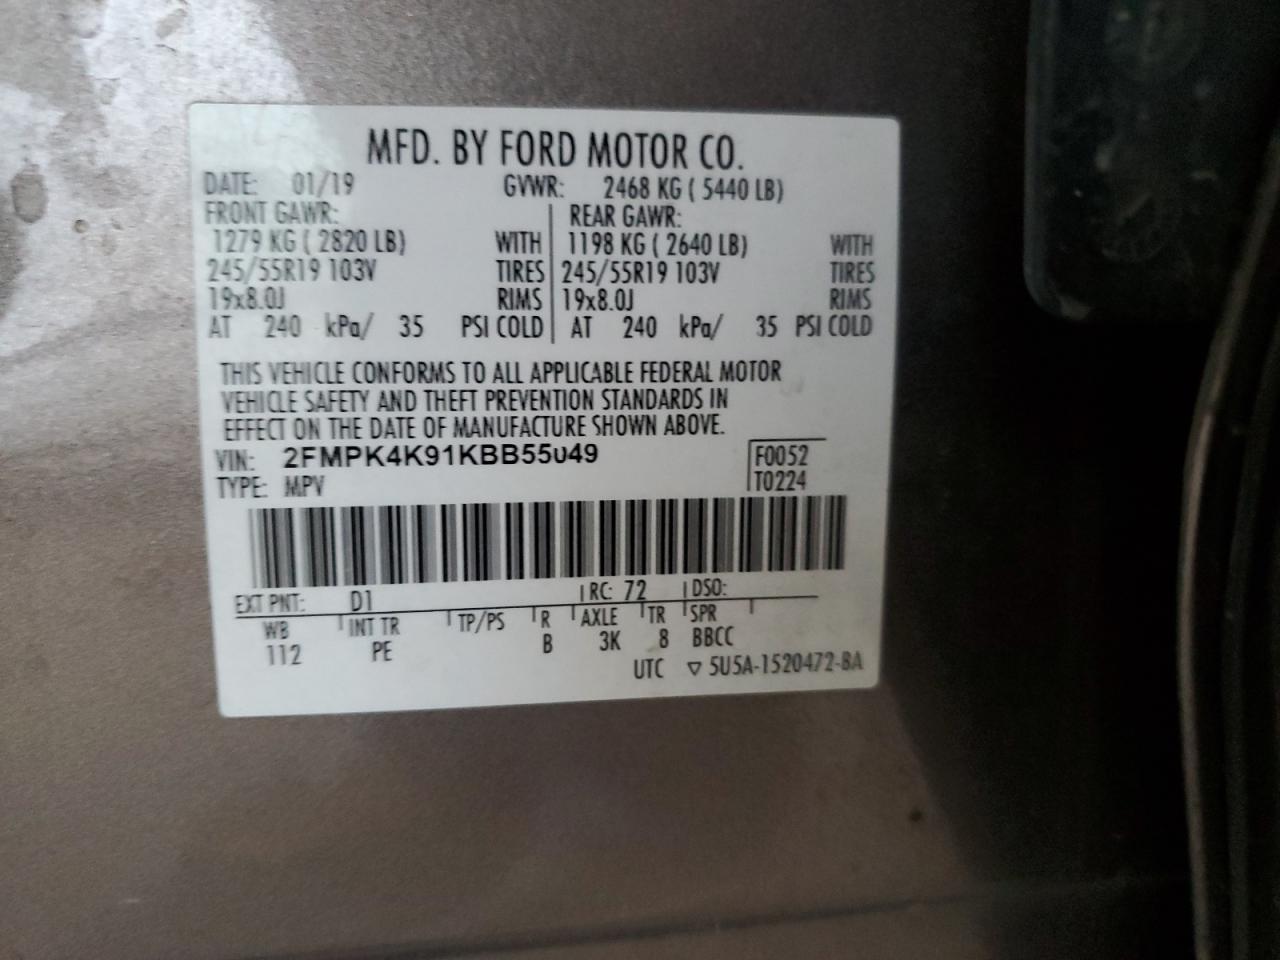 MFD. BY FORD MOTOR CO.
DATE: 01/19 GVWR: 2468 KG ( 5440 LB)
FRONT GAWR: REAR GAWR:
1279 KG ( 2820 LB) WITH 1198 KG ( 2640 LB) WITH
245/55R19 103V TIRES 245/55R19 103V TIRES
19x8.0J RIMS 19x8.0J RIMS
AT 240 kPa/ 35 PSI COLD AT 240 kPa/ 35 PSI COLD
THIS VEHICLE CONFORMS TO ALL APPLICABLE FEDERAL MOTOR
VEHICLE SAFETY AND THEFT PREVENTION STANDARDS IN
EFFECT ON THE DATE OF MANUFACTURE SHOWN ABOVE.
VIN: 2FMPK4K91KBB55049 F0052
TYPE: MPV T0224
EXT PNT: D1 RC: 72 DSO:
WB INT TR TP/PS R AXLE TR SPR
112 PE B 3K 8 BBCC
UTC ▽ 5U5A-1520472-BA